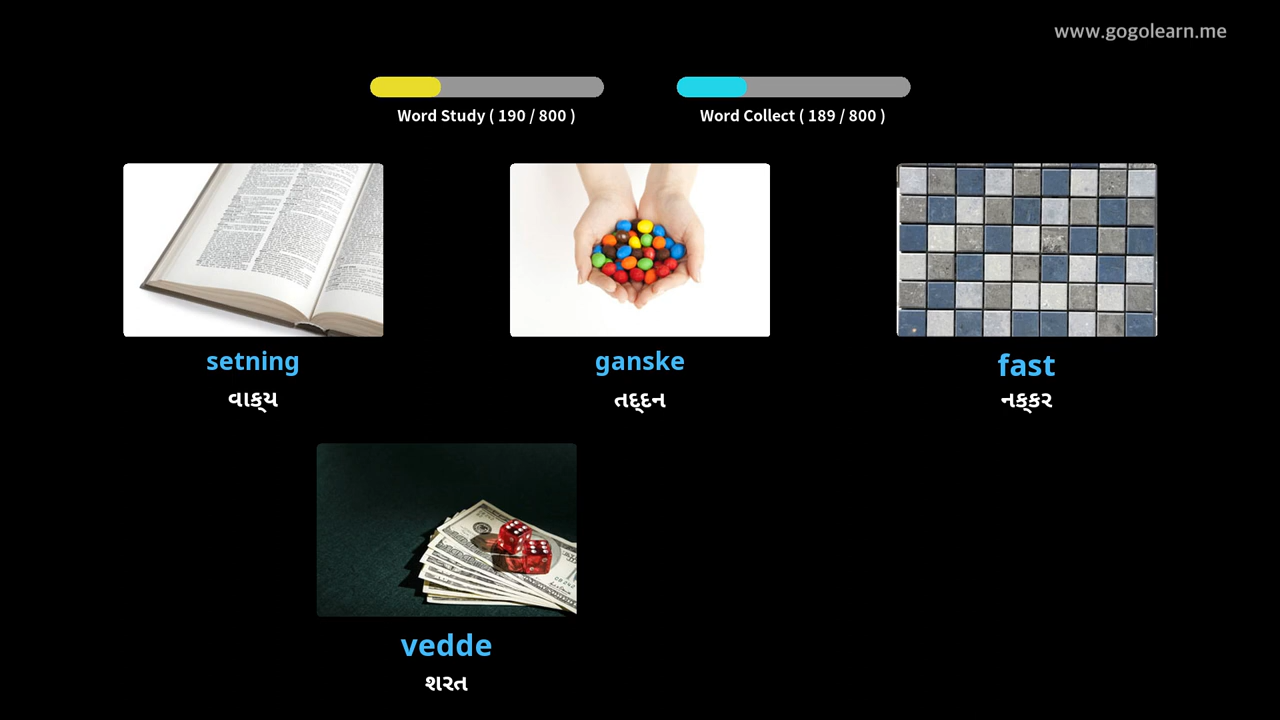 www.gogolearn.me
Word Study ( 190 / 800 )
Word Collect ( 189 / 800 )
setning
વાક્ય
ganske
તદ્દન
fast
નક્કર
vedde
શરત